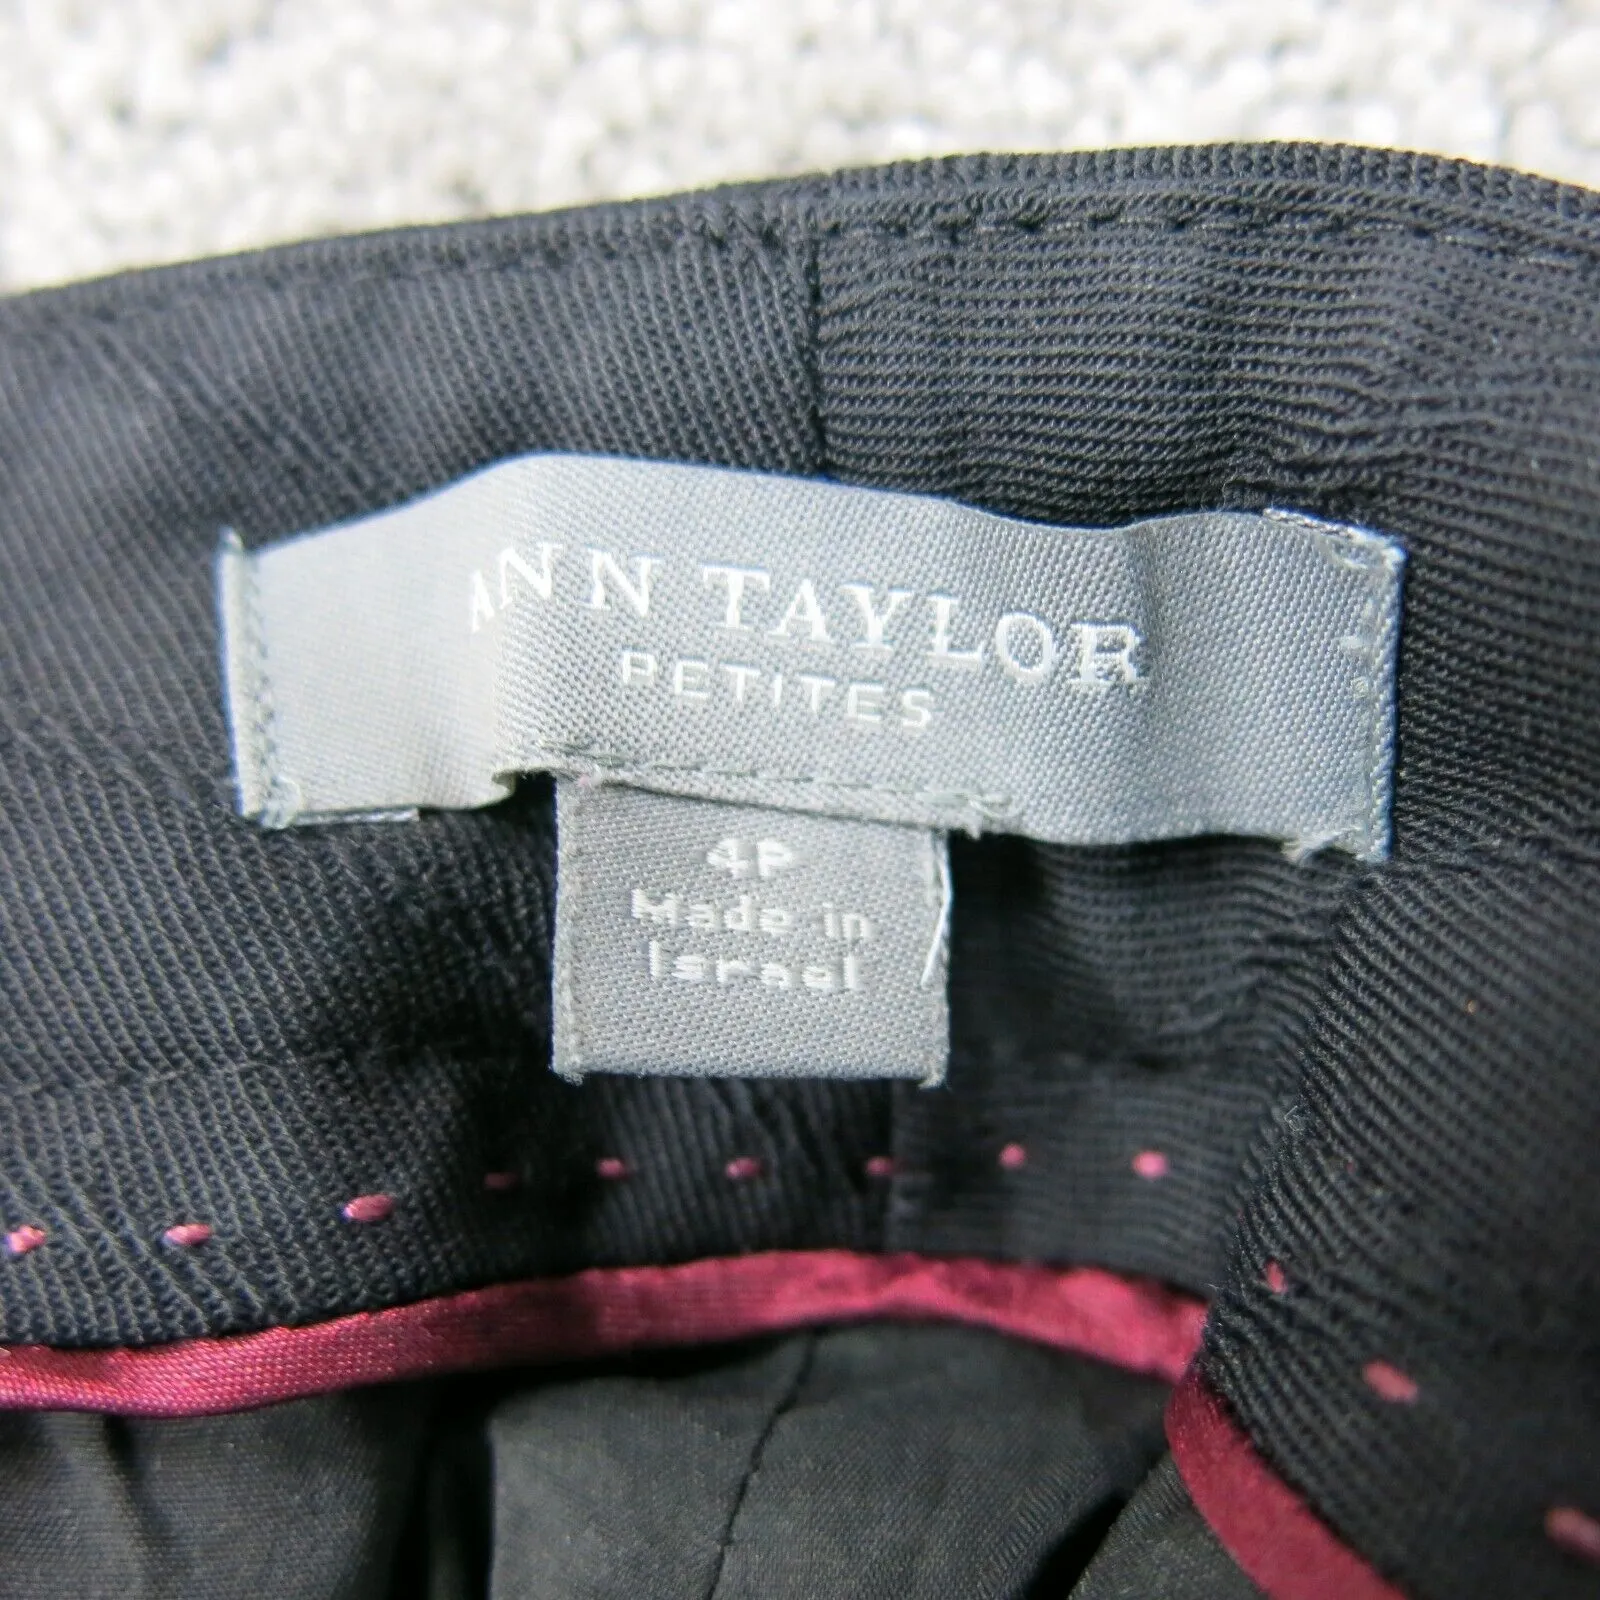 ANN TAYLOR
PETITES
4P
Made in
Israel